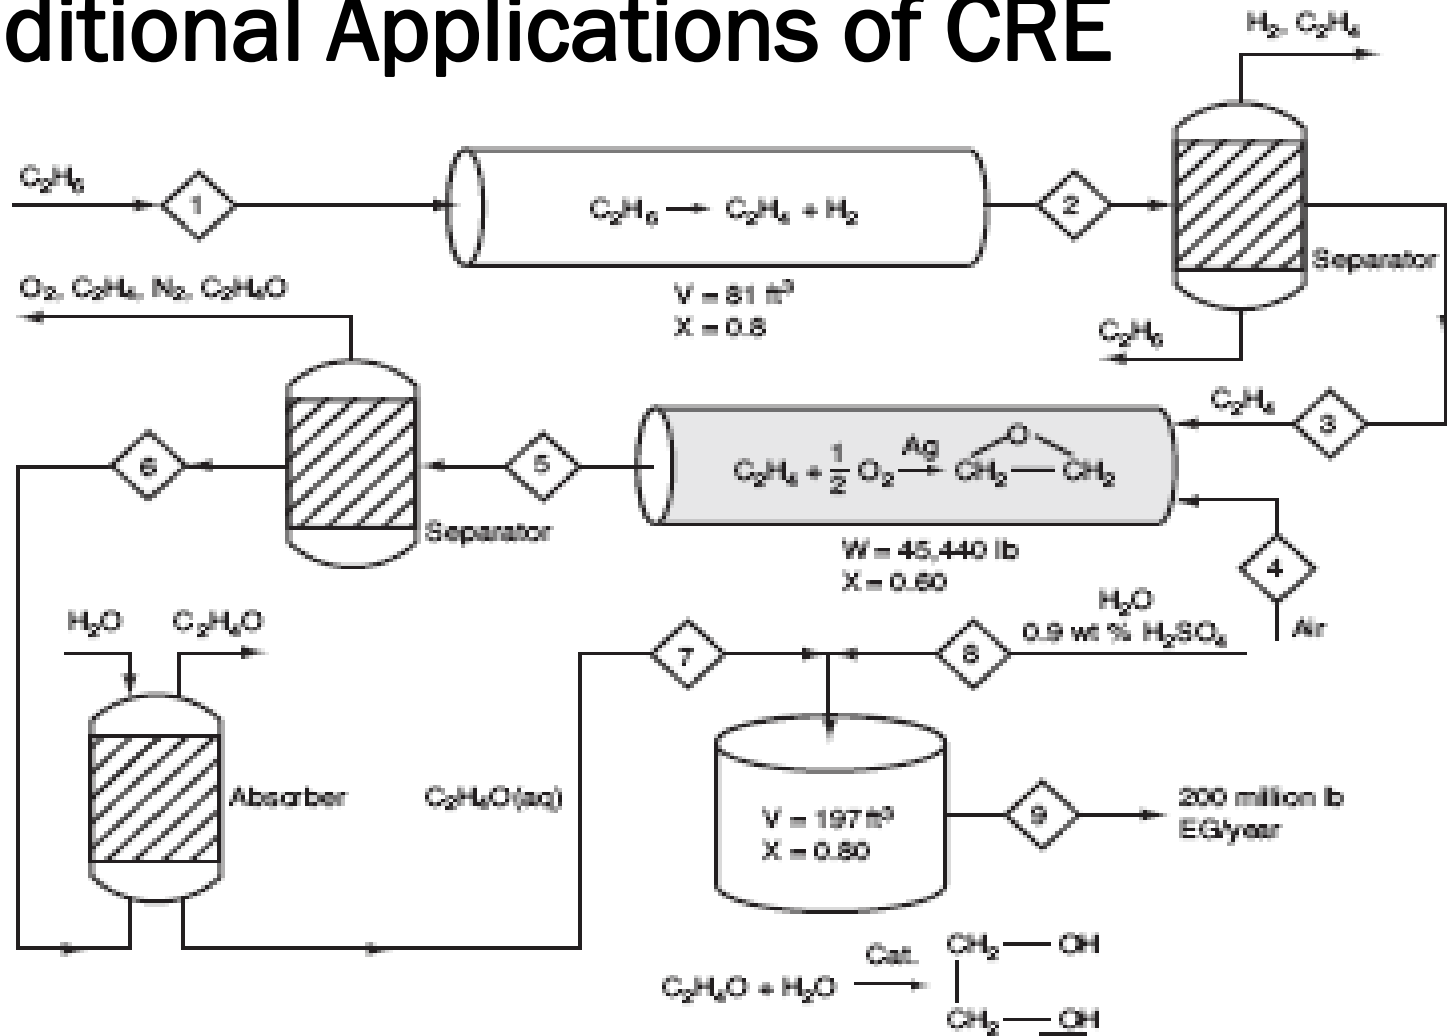 ditional Applications of CRE
H₂, C₂H₄
C₂H₆
1
C₂H₆ → C₂H₄ + H₂
2
Separator
V = 81 ft³
X = 0.8
C₂H₆
O₂, C₂H₄, N₂, C₂H₄O
C₂H₄
3
6
5
C₂H₄ + 1/2 O₂ Ag → CH₂ — CH₂
O
Separator
W = 45,440 lb
X = 0.60
4
Air
H₂O
C₂H₄O
7
8
H₂O
0.9 wt % H₂SO₄
Absorber
C₂H₄O(aq)
V = 197 ft³
X = 0.80
9
200 million lb
EG/year
C₂H₄O + H₂O Cat. →
CH₂ — OH
CH₂ — OH